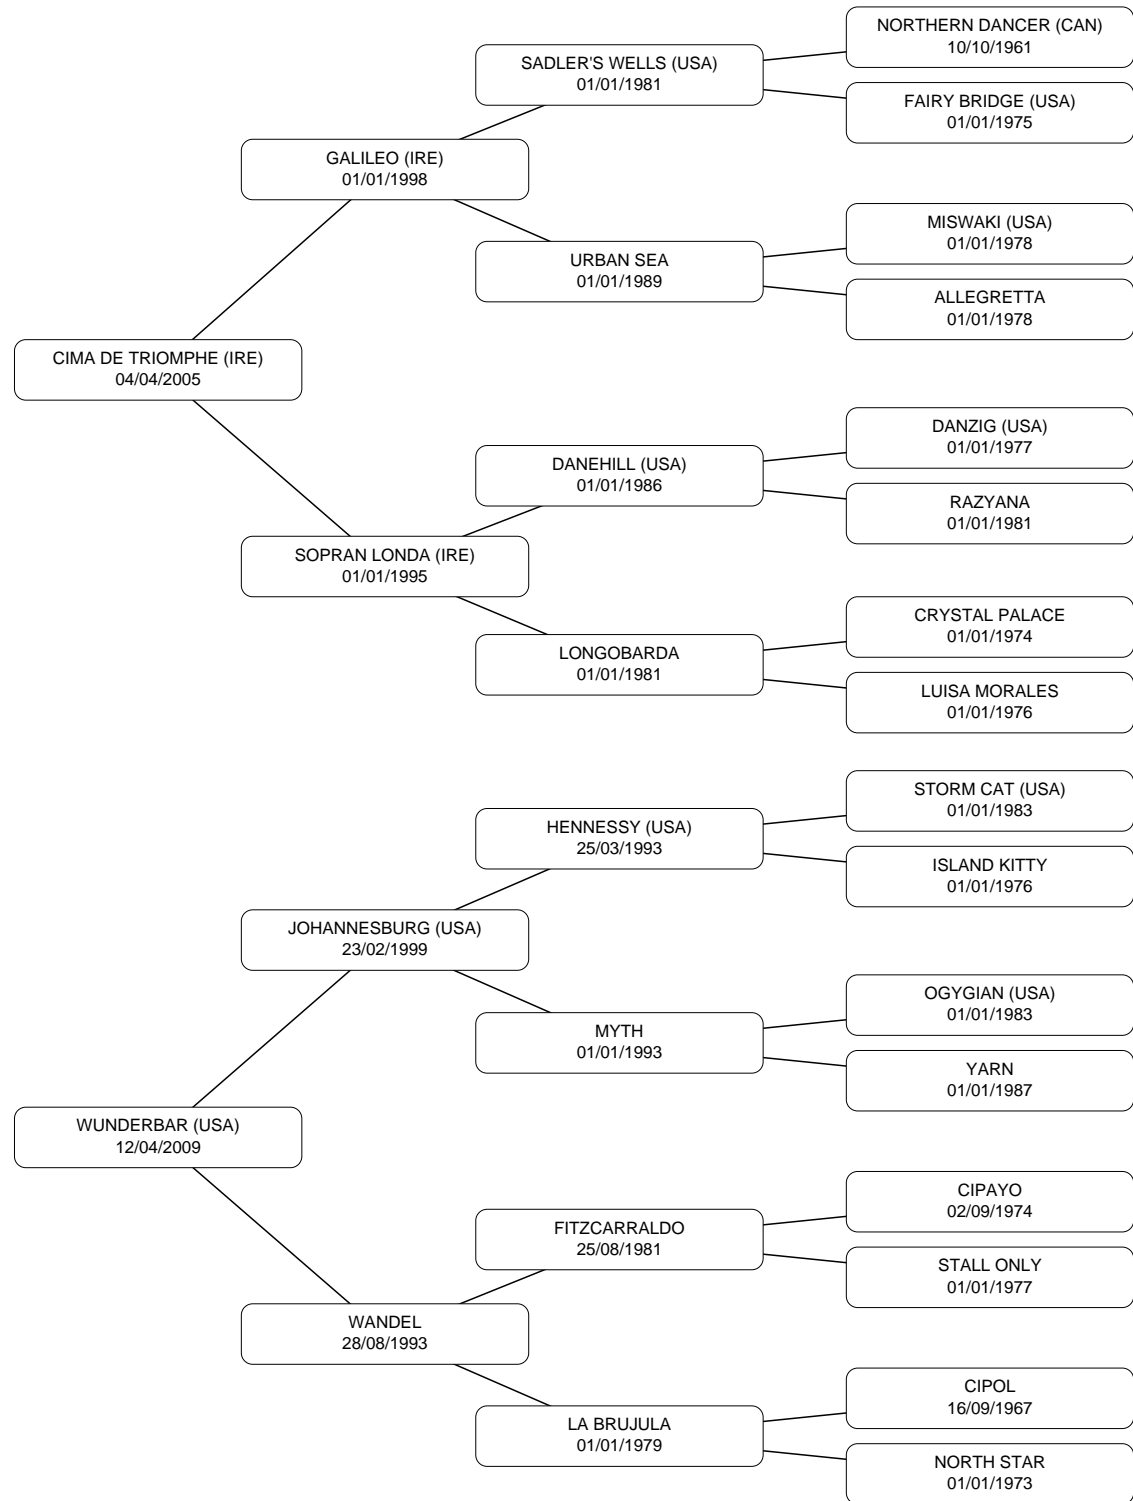 NORTHERN DANCER (CAN)
10/10/1961
SADLER'S WELLS (USA)
01/01/1981
FAIRY BRIDGE (USA)
01/01/1975
GALILEO (IRE)
01/01/1998
MISWAKI (USA)
01/01/1978
URBAN SEA
01/01/1989
ALLEGRETTA
01/01/1978
CIMA DE TRIOMPHE (IRE)
04/04/2005
DANZIG (USA)
01/01/1977
DANEHILL (USA)
01/01/1986
RAZYANA
01/01/1981
SOPRAN LONDA (IRE)
01/01/1995
CRYSTAL PALACE
01/01/1974
LONGOBARDA
01/01/1981
LUISA MORALES
01/01/1976
STORM CAT (USA)
01/01/1983
HENNESSY (USA)
25/03/1993
ISLAND KITTY
01/01/1976
JOHANNESBURG (USA)
23/02/1999
OGYGIAN (USA)
01/01/1983
MYTH
01/01/1993
YARN
01/01/1987
WUNDERBAR (USA)
12/04/2009
CIPAYO
02/09/1974
FITZCARRALDO
25/08/1981
STALL ONLY
01/01/1977
WANDEL
28/08/1993
CIPOL
16/09/1967
LA BRUJULA
01/01/1979
NORTH STAR
01/01/1973